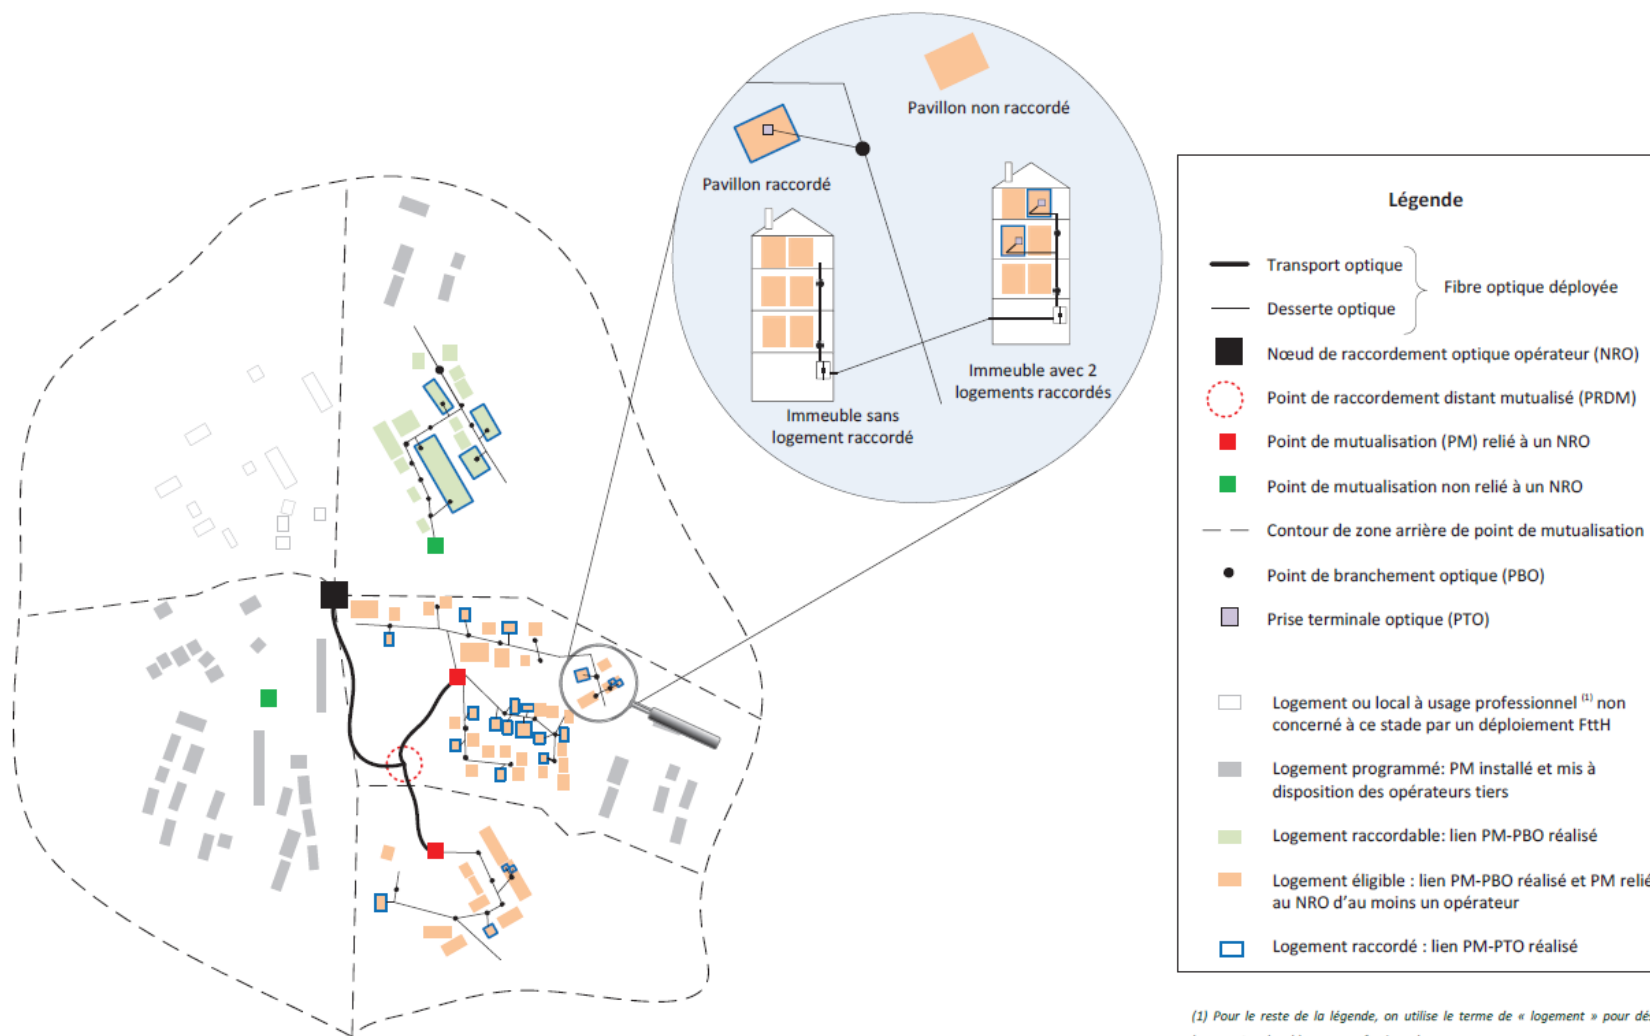 Pavillon non raccordé
Pavillon raccordé
Immeuble avec 2
logements raccordés
Immeuble sans
logement raccordé
Légende
Transport optique
Fibre optique déployée
Desserte optique
Nœud de raccordement optique opérateur (NRO)
Point de raccordement distant mutualisé (PRDM)
Point de mutualisation (PM) relié à un NRO
Point de mutualisation non relié à un NRO
Contour de zone arrière de point de mutualisation
Point de branchement optique (PBO)
Prise terminale optique (PTO)
Logement ou local à usage professionnel (1) non
concerné à ce stade par un déploiement FttH
Logement programmé: PM installé et mis à
disposition des opérateurs tiers
Logement raccordable: lien PM-PBO réalisé
Logement éligible : lien PM-PBO réalisé et PM relié
au NRO d'au moins un opérateur
Logement raccordé : lien PM-PTO réalisé
(1) Pour le reste de la légende, on utilise le terme de « logement » pour dé